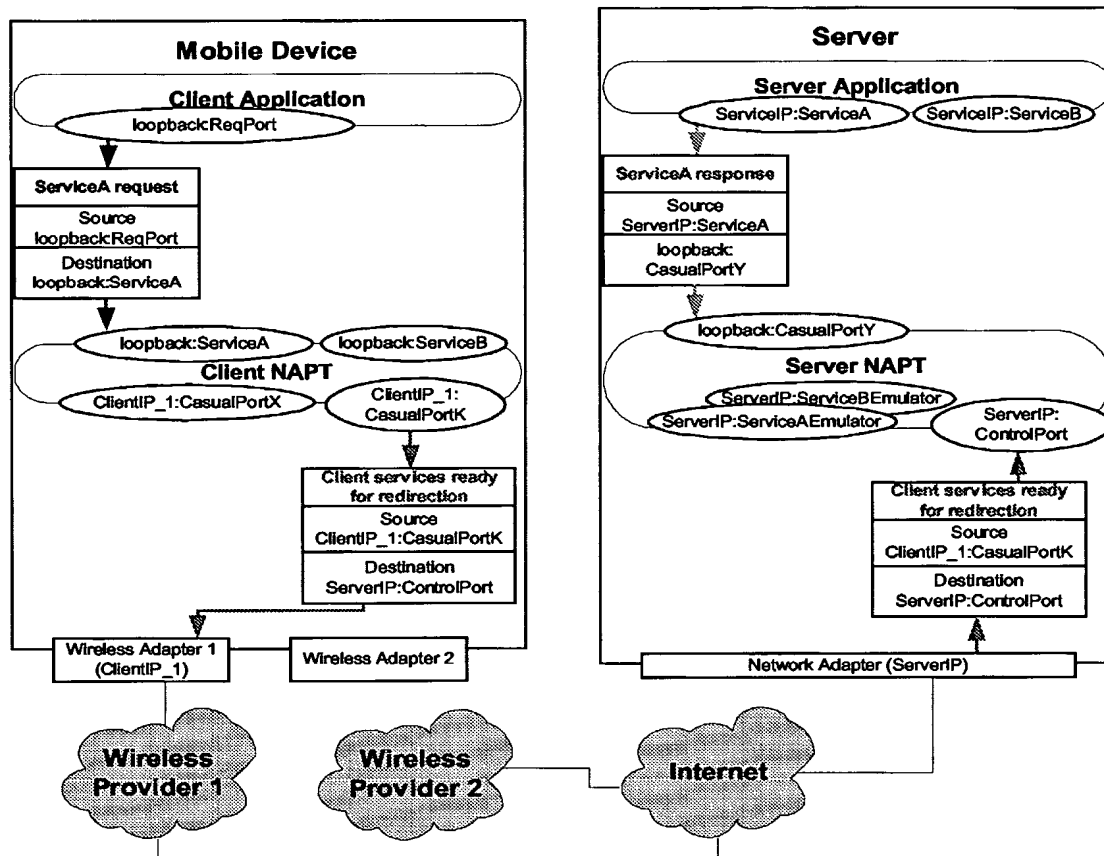 Mobile Device
Client Application
loopback:ReqPort
ServiceA request
Source
loopback:ReqPort
Destination
loopback:ServiceA
loopback:ServiceA
loopback:ServiceB
Client NAPT
ClientIP_1:CasualPortX
ClientIP_1:
CasualPortK
Client services ready
for redirection
Source
ClientIP_1:CasualPortK
Destination
ServerIP:ControlPort
Wireless Adapter 1
(ClientIP_1)
Wireless Adapter 2
Server
Server Application
ServiceIP:ServiceA
ServiceIP:ServiceB
ServiceA response
Source
ServerIP:ServiceA
loopback:
CasualPortY
loopback:CasualPortY
Server NAPT
ServerIP:ServiceBEmulator
ServerIP:ServiceAEmulator
ServerIP:
ControlPort
Client services ready
for redirection
Source
ClientIP_1:CasualPortK
Destination
ServerIP:ControlPort
Network Adapter (ServerIP)
Wireless
Provider 1
Wireless
Provider 2
Internet